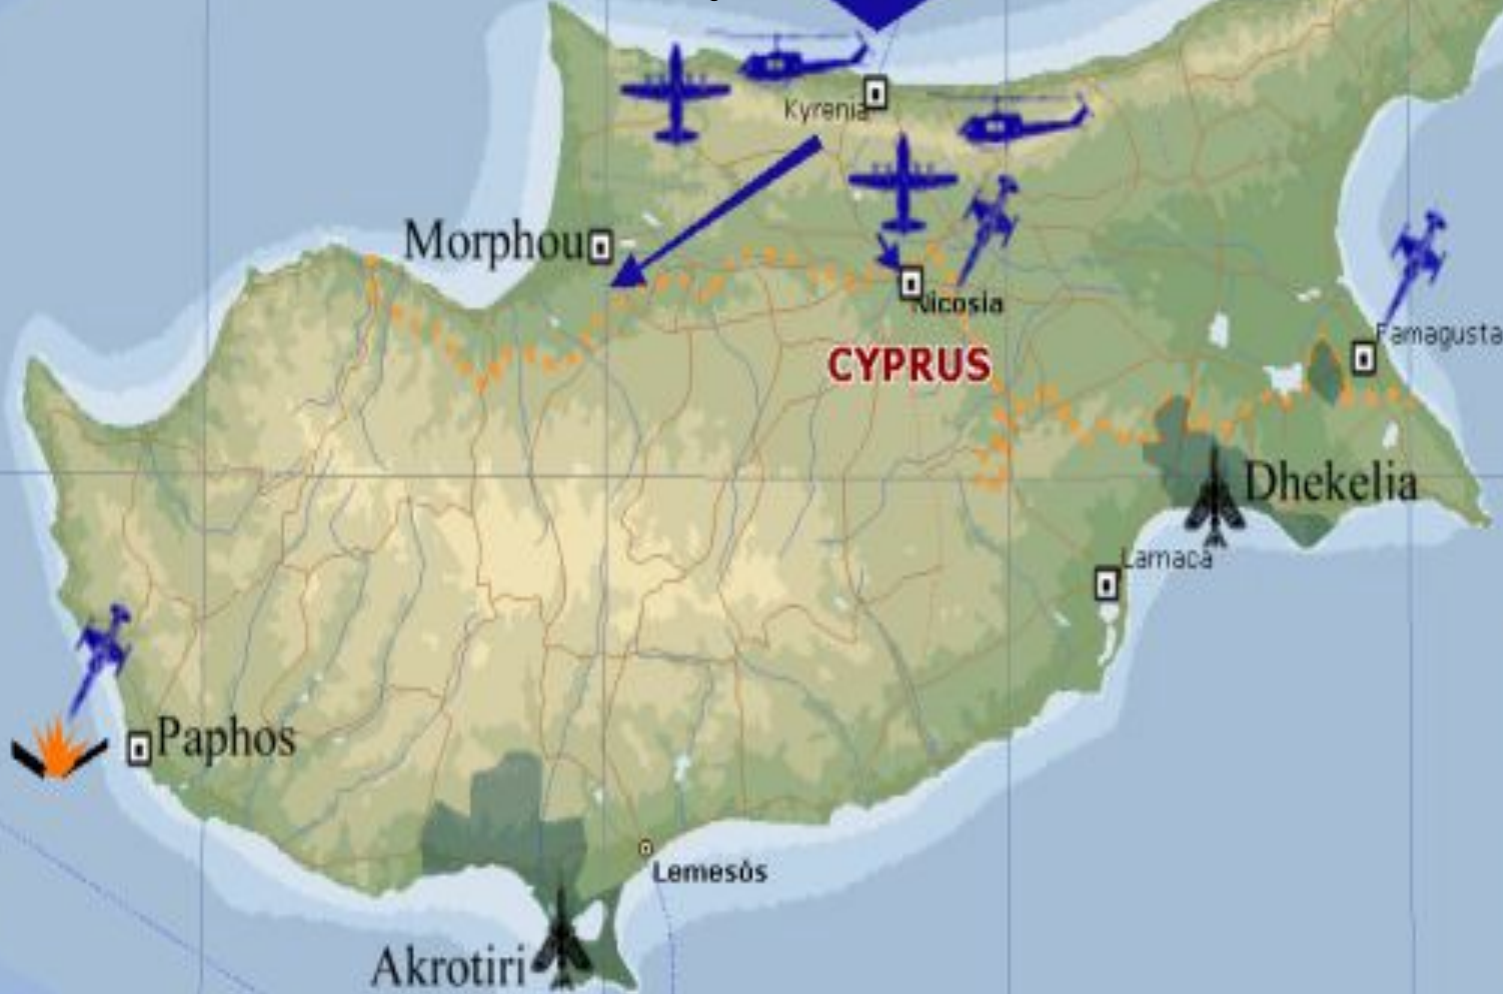 Kyrenia
Morphou
Nicosia
Famagusta
CYPRUS
Dhekelia
Larnaca
Paphos
Lemesòs
Akrotiri